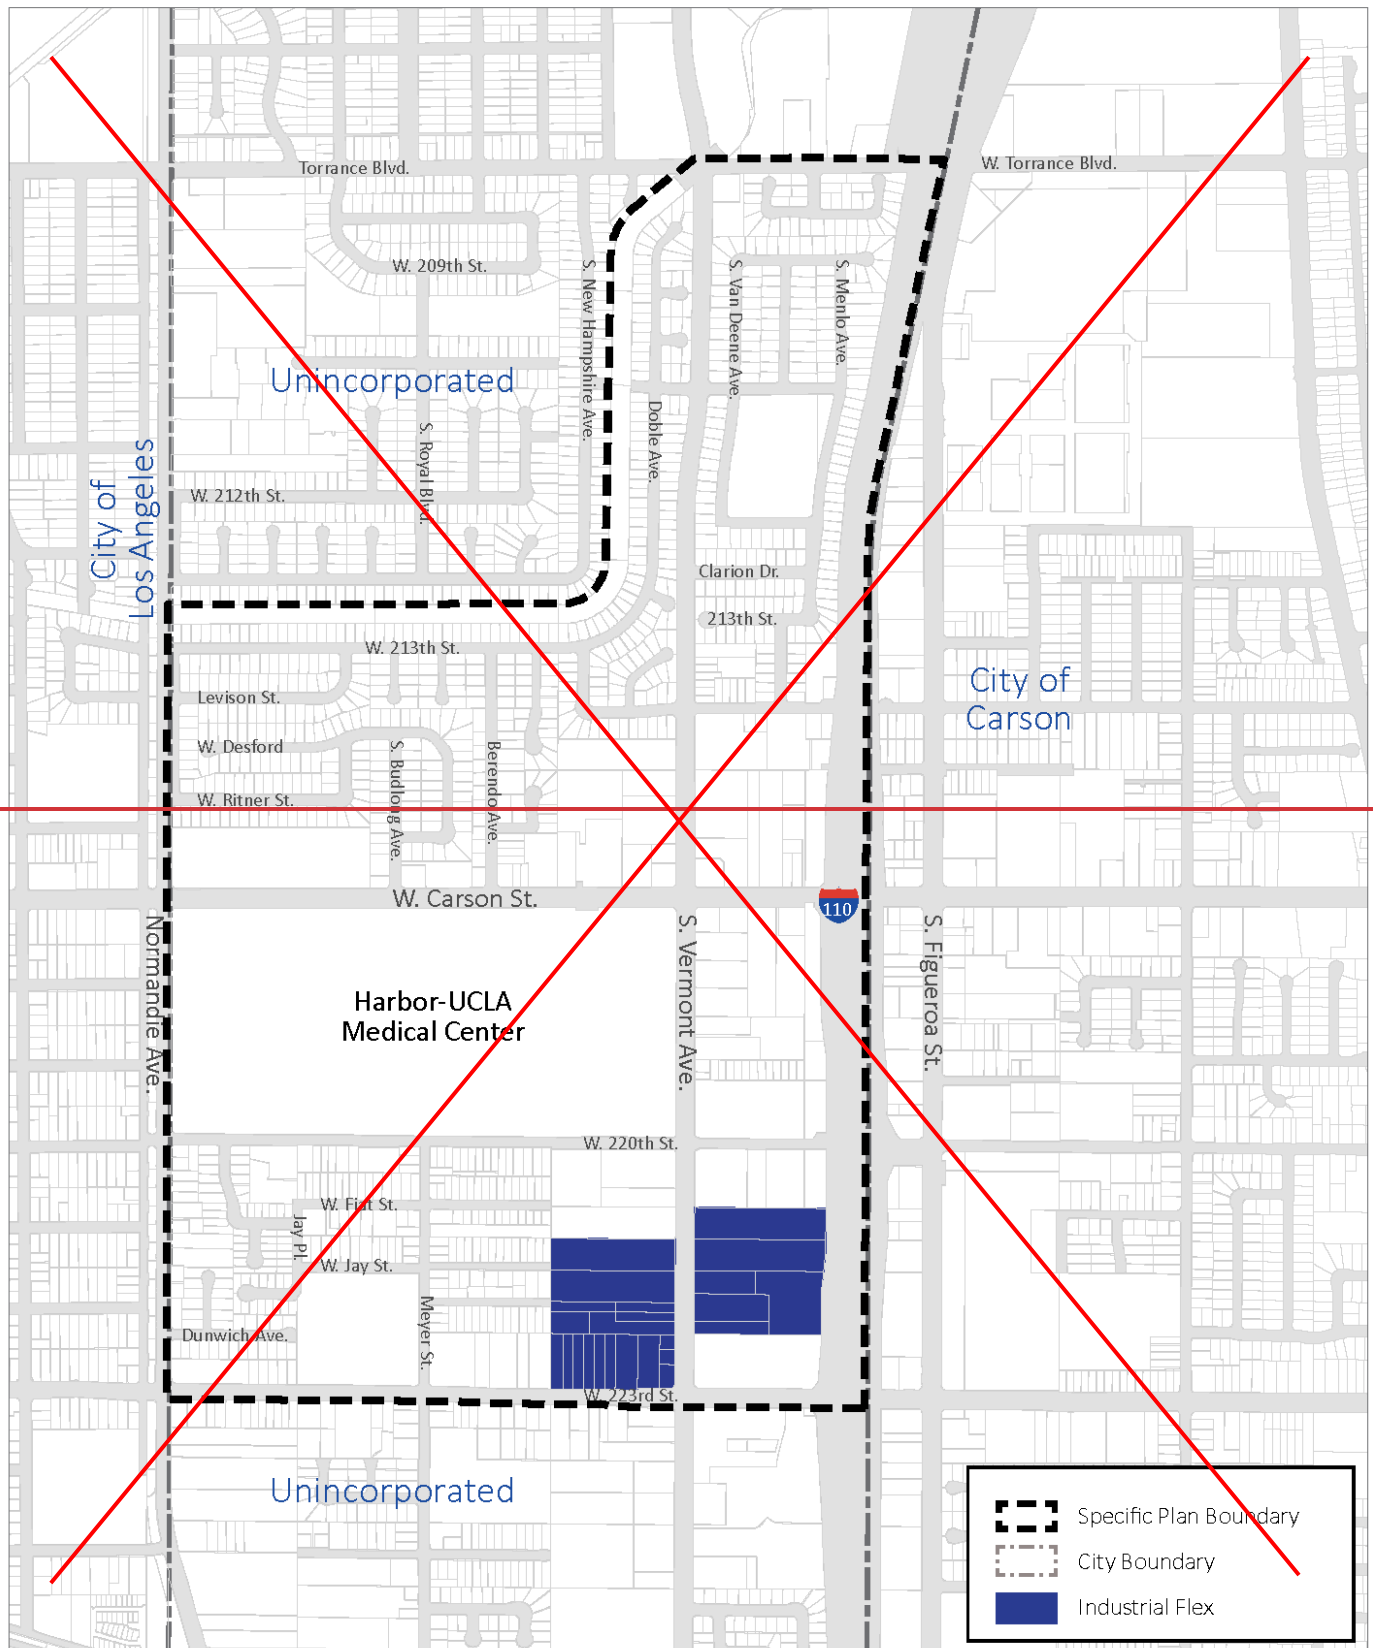 Torrance Blvd.
W. Torrance Blvd.
W. 209th St.
S. New Hampshire Ave.
S. Van Deene Ave.
S. Menlo Ave.
Unincorporated
Doble Ave.
S. Royal Blvd.
City of
Los Angeles
W. 212th St.
Clarion Dr.
213th St.
W. 213th St.
City of
Carson
Levison St.
W. Desford
S. Budlong Ave.
Berendo Ave.
W. Ritner St.
W. Carson St.
110
Normandie Ave.
S. Vermont Ave.
S. Figueroa St.
Harbor-UCLA
Medical Center
W. 220th St.
W. Fiat St.
Jay Pl.
W. Jay St.
Meyer St.
Dunwich Ave.
W. 223rd St.
Unincorporated
Specific Plan Boundary
City Boundary
Industrial Flex